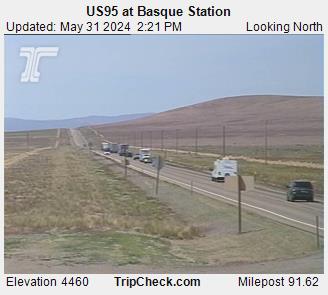 US95 at Basque Station
Updated: May 31 2024 2:21 PM Looking North
Elevation 4460 TripCheck.com Milepost 91.62